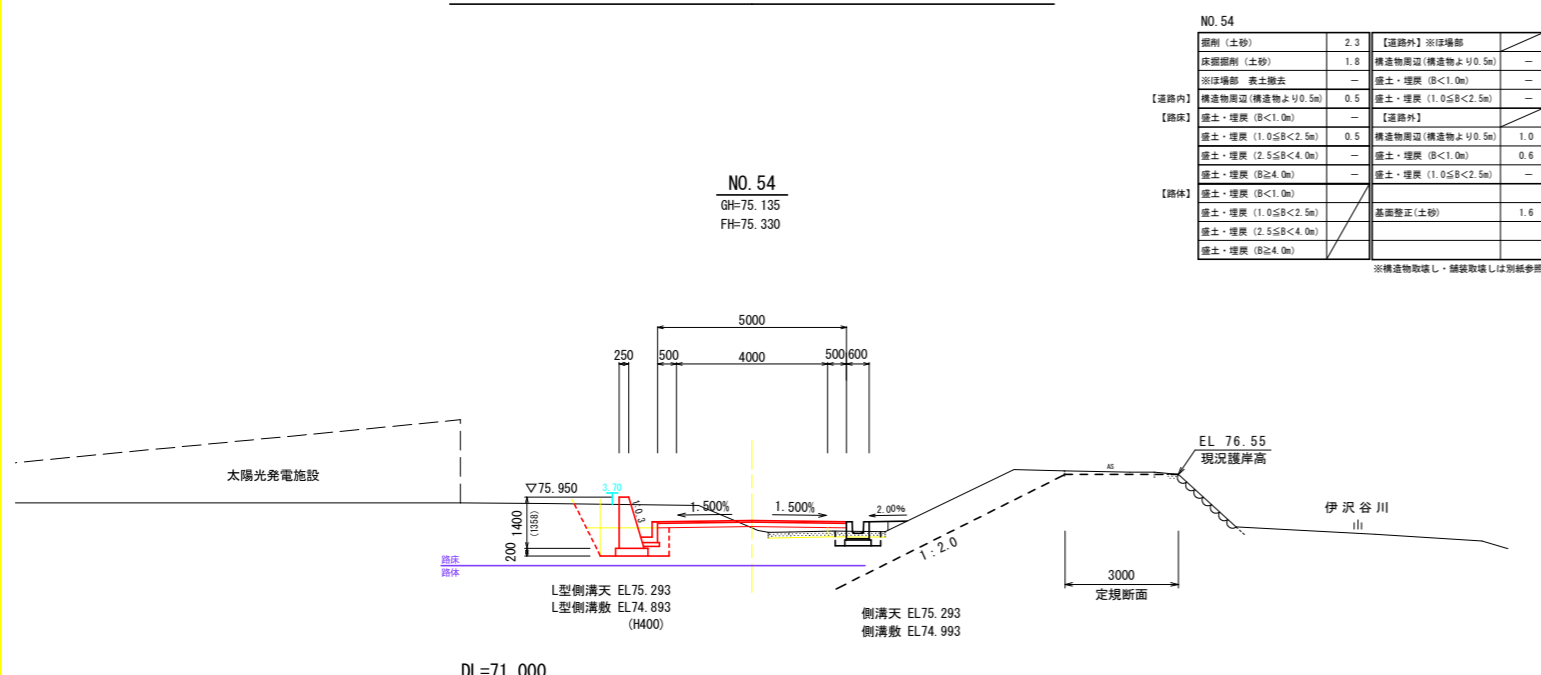 NO.54
掘削 (土砂) 2.3 【道路外】※ほ場部
床掘掘削 (土砂) 1.8 構造物周辺(構造物より0.5m) －
※ほ場部 表土撤去 － 盛土・埋戻 (B<1.0m) －
【道路内】 構造物周辺(構造物より0.5m) 0.5 盛土・埋戻 (1.0≦B<2.5m) －
【路床】 盛土・埋戻 (B<1.0m) － 【道路外】
盛土・埋戻 (1.0≦B<2.5m) 0.5 構造物周辺(構造物より0.5m) 1.0
盛土・埋戻 (2.5≦B<4.0m) － 盛土・埋戻 (B<1.0m) 0.6
盛土・埋戻 (B≧4.0m) － 盛土・埋戻 (1.0≦B<2.5m) －
【路体】 盛土・埋戻 (B<1.0m)
盛土・埋戻 (1.0≦B<2.5m) 基面整正(土砂) 1.6
盛土・埋戻 (2.5≦B<4.0m)
盛土・埋戻 (B≧4.0m)
※構造物取壊し・舗装取壊しは別紙参照
NO.54
GH=75.135
FH=75.330
5000
250 500 4000 500 600
EL 76.55
現況護岸高
AS
太陽光発電施設
▽75.950
3.70
1:0.3
1.500% 1.500% 2.00%
伊沢谷川
1400
(1358)
200
1:2.0
路床
路体
3000
定規断面
L型側溝天 EL75.293
L型側溝敷 EL74.893
(H400)
側溝天 EL75.293
側溝敷 EL74.993
DL=71.000